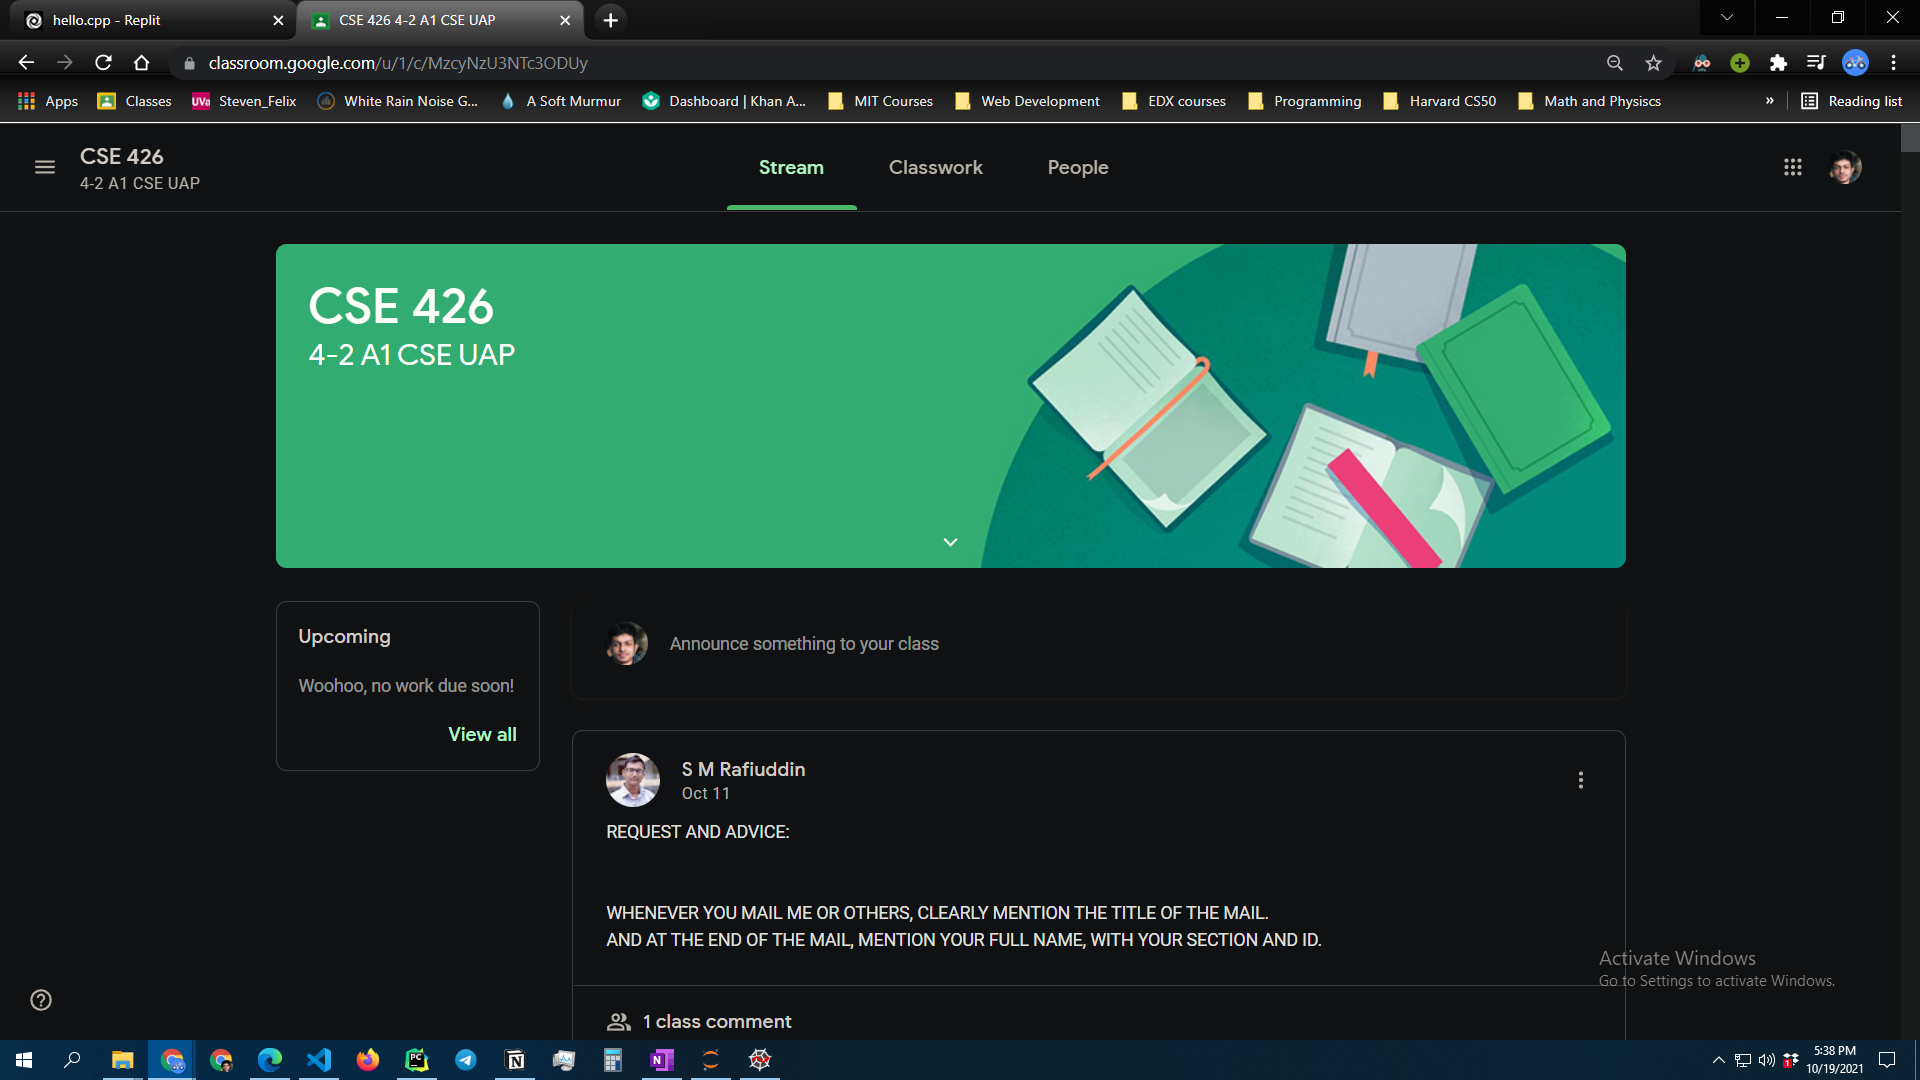 hello.cpp - Replit
CSE 426 4-2 A1 CSE UAP
classroom.google.com/u/1/c/MzcyNzU3NTc3ODUy
Apps
Classes
UVa
Steven_Felix
White Rain Noise G...
A Soft Murmur
Dashboard | Khan A...
MIT Courses
Web Development
EDX courses
Programming
Harvard CS50
Math and Physiscs
»
Reading list
CSE 426
4-2 A1 CSE UAP
Stream
Classwork
People
CSE 426
4-2 A1 CSE UAP
Upcoming
Woohoo, no work due soon!
View all
Announce something to your class
S M Rafiuddin
Oct 11
REQUEST AND ADVICE:
WHENEVER YOU MAIL ME OR OTHERS, CLEARLY MENTION THE TITLE OF THE MAIL.
AND AT THE END OF THE MAIL, MENTION YOUR FULL NAME, WITH YOUR SECTION AND ID.
Activate Windows
Go to Settings to activate Windows.
1 class comment
PC
N
N
1
5:38 PM
10/19/2021